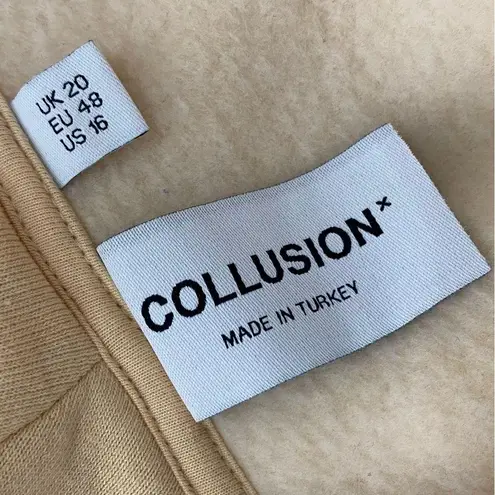 UK 20
EU 48
US 16
COLLUSION×
MADE IN TURKEY